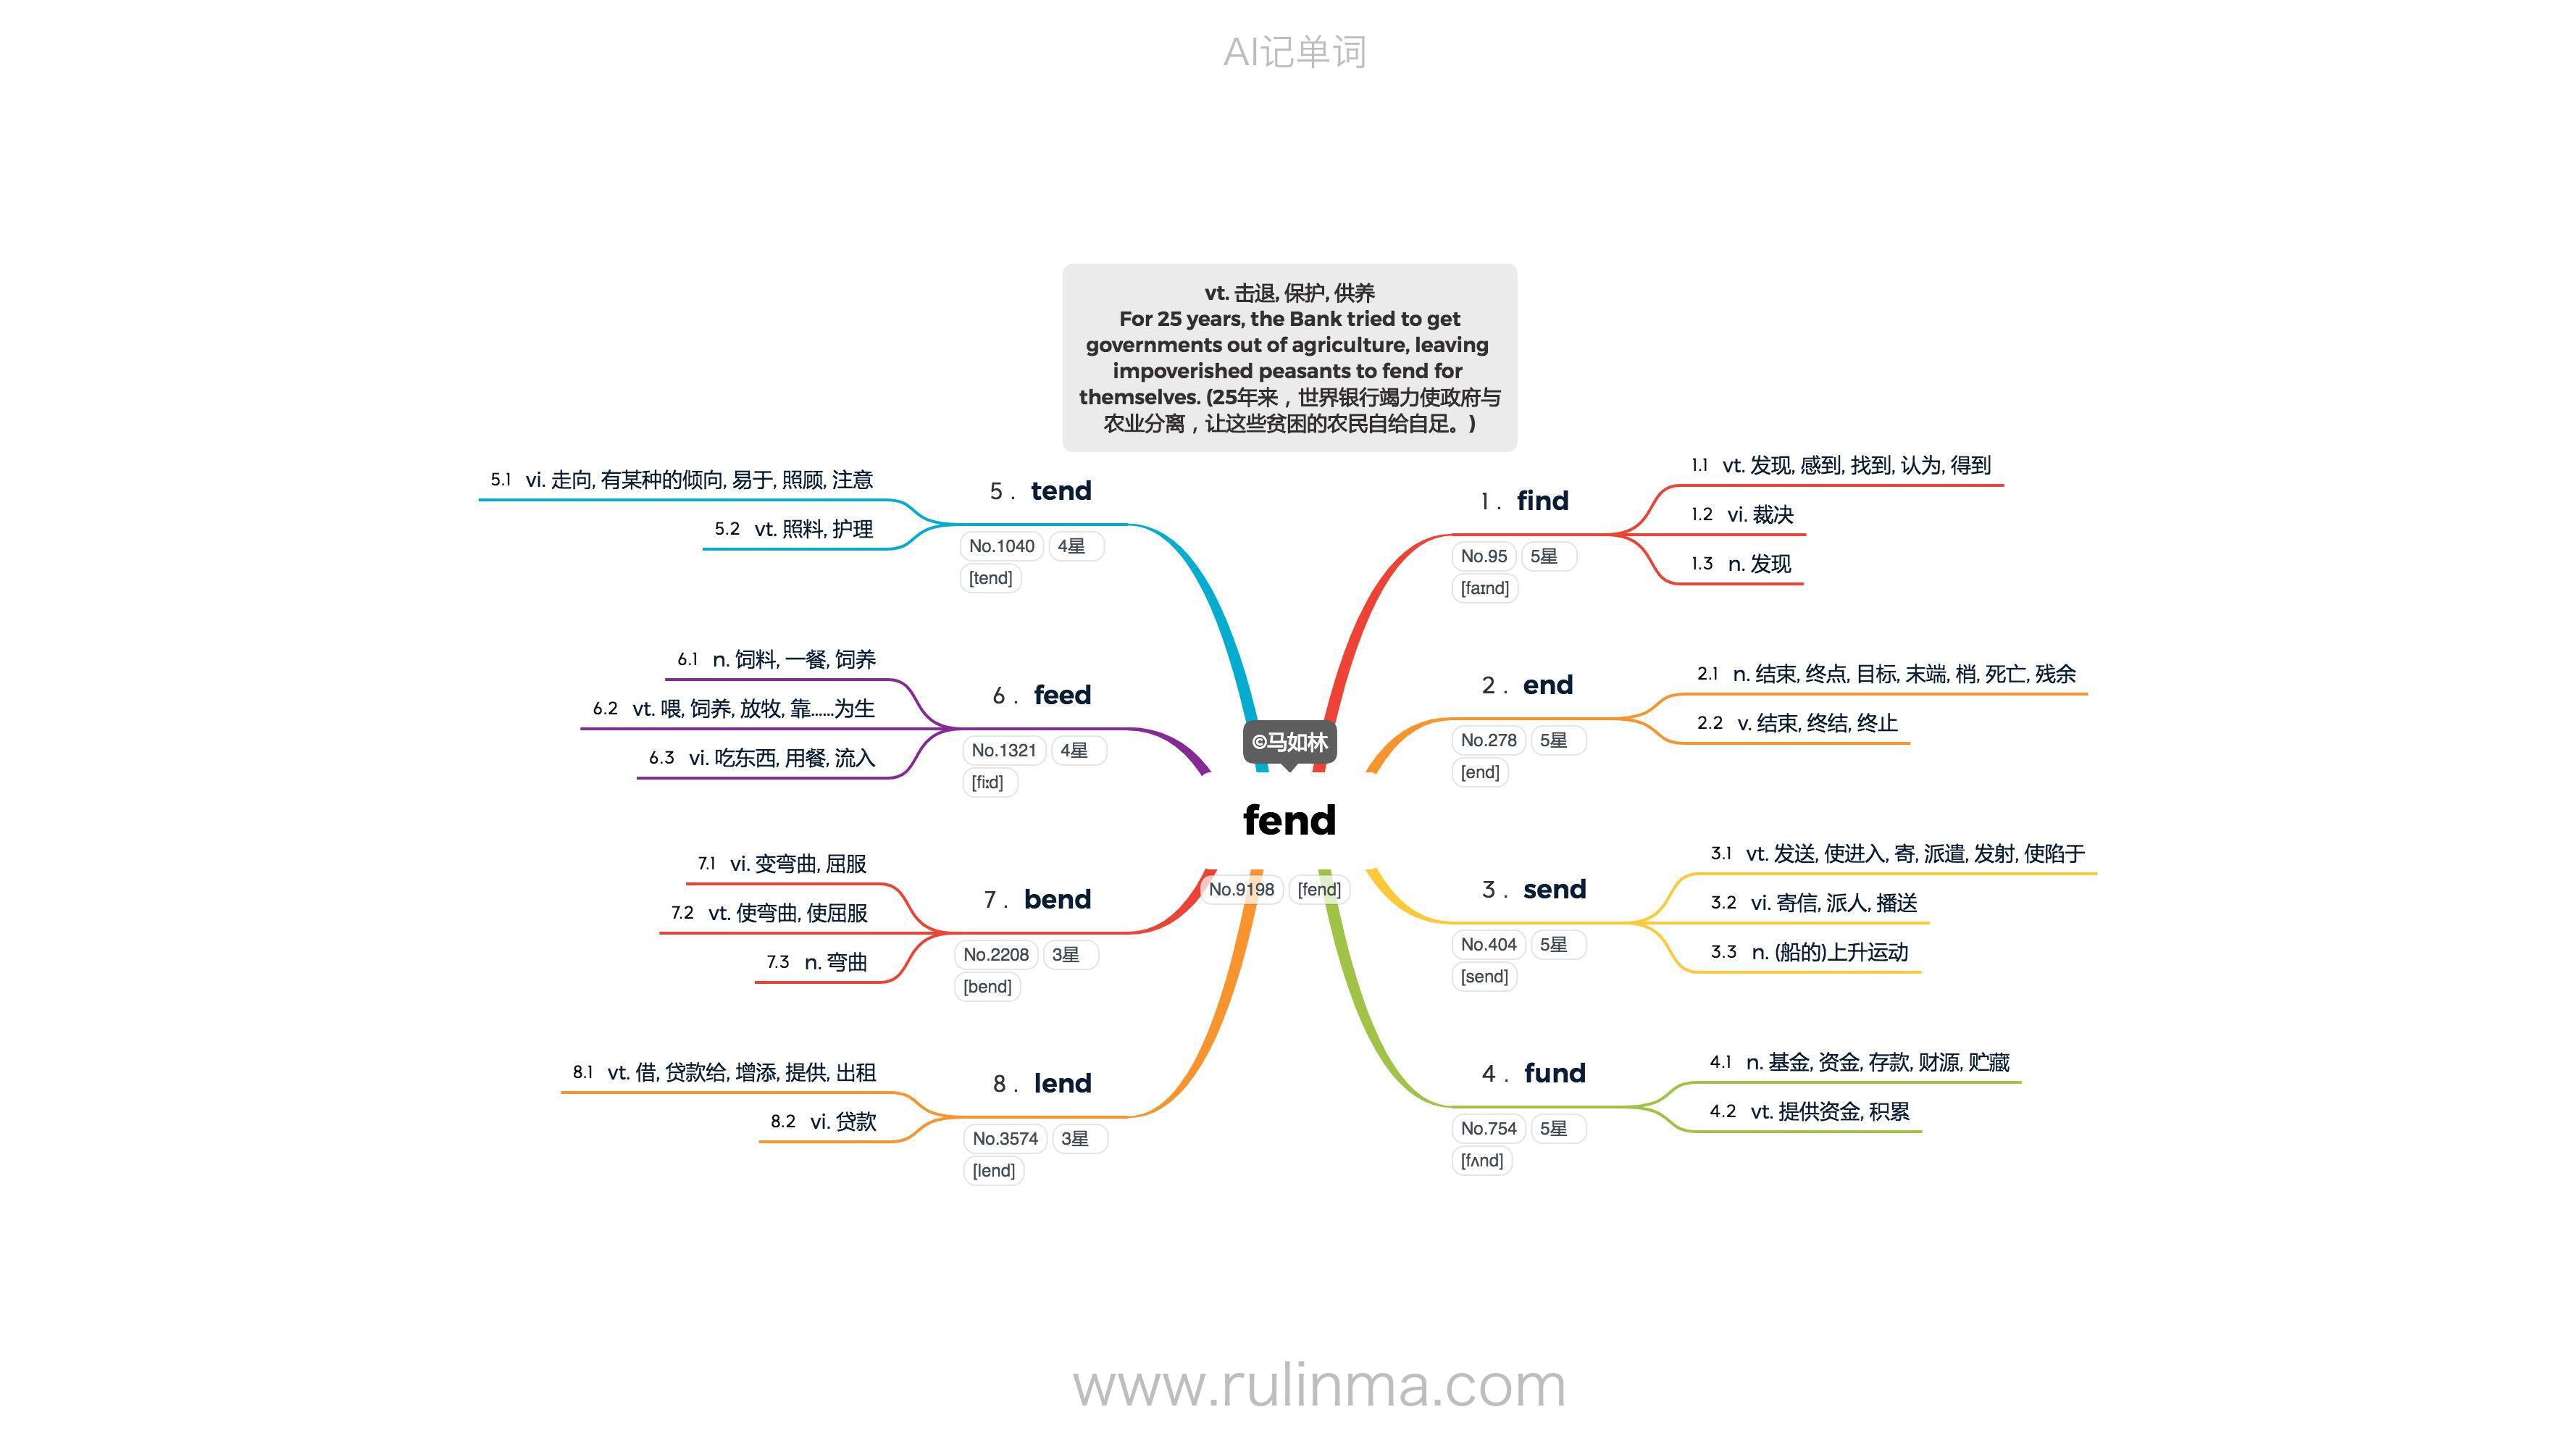 AI记单词
vt. 击退, 保护, 供养
For 25 years, the Bank tried to get
governments out of agriculture, leaving
impoverished peasants to fend for
themselves. (25年来，世界银行竭力使政府与
农业分离，让这些贫困的农民自给自足。)
©马如林
fend
No.9198 [fend]
1. find
No.95 5星
[faɪnd]
1.1 vt. 发现, 感到, 找到, 认为, 得到
1.2 vi. 裁决
1.3 n. 发现
2. end
No.278 5星
[end]
2.1 n. 结束, 终点, 目标, 末端, 梢, 死亡, 残余
2.2 v. 结束, 终结, 终止
3. send
No.404 5星
[send]
3.1 vt. 发送, 使进入, 寄, 派遣, 发射, 使陷于
3.2 vi. 寄信, 派人, 播送
3.3 n. (船的)上升运动
4. fund
No.754 5星
[fʌnd]
4.1 n. 基金, 资金, 存款, 财源, 贮藏
4.2 vt. 提供资金, 积累
5. tend
No.1040 4星
[tend]
5.1 vi. 走向, 有某种的倾向, 易于, 照顾, 注意
5.2 vt. 照料, 护理
6. feed
No.1321 4星
[fiːd]
6.1 n. 饲料, 一餐, 饲养
6.2 vt. 喂, 饲养, 放牧, 靠……为生
6.3 vi. 吃东西, 用餐, 流入
7. bend
No.2208 3星
[bend]
7.1 vi. 变弯曲, 屈服
7.2 vt. 使弯曲, 使屈服
7.3 n. 弯曲
8. lend
No.3574 3星
[lend]
8.1 vt. 借, 贷款给, 增添, 提供, 出租
8.2 vi. 贷款
www.rulinma.com